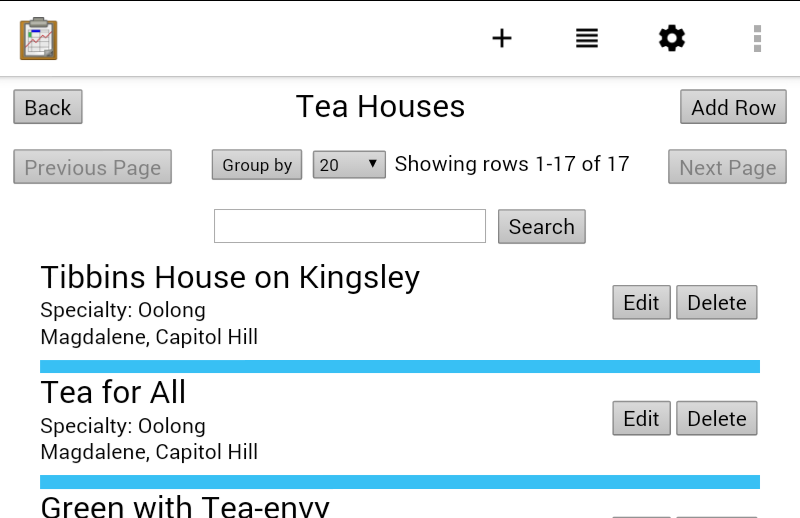 Back
Tea Houses
Add Row
Previous Page
Group by
20
Showing rows 1-17 of 17
Next Page
Search
Tibbins House on Kingsley
Specialty: Oolong
Magdalene, Capitol Hill
Edit
Delete
Tea for All
Specialty: Oolong
Magdalene, Capitol Hill
Edit
Delete
Green with Tea-envy